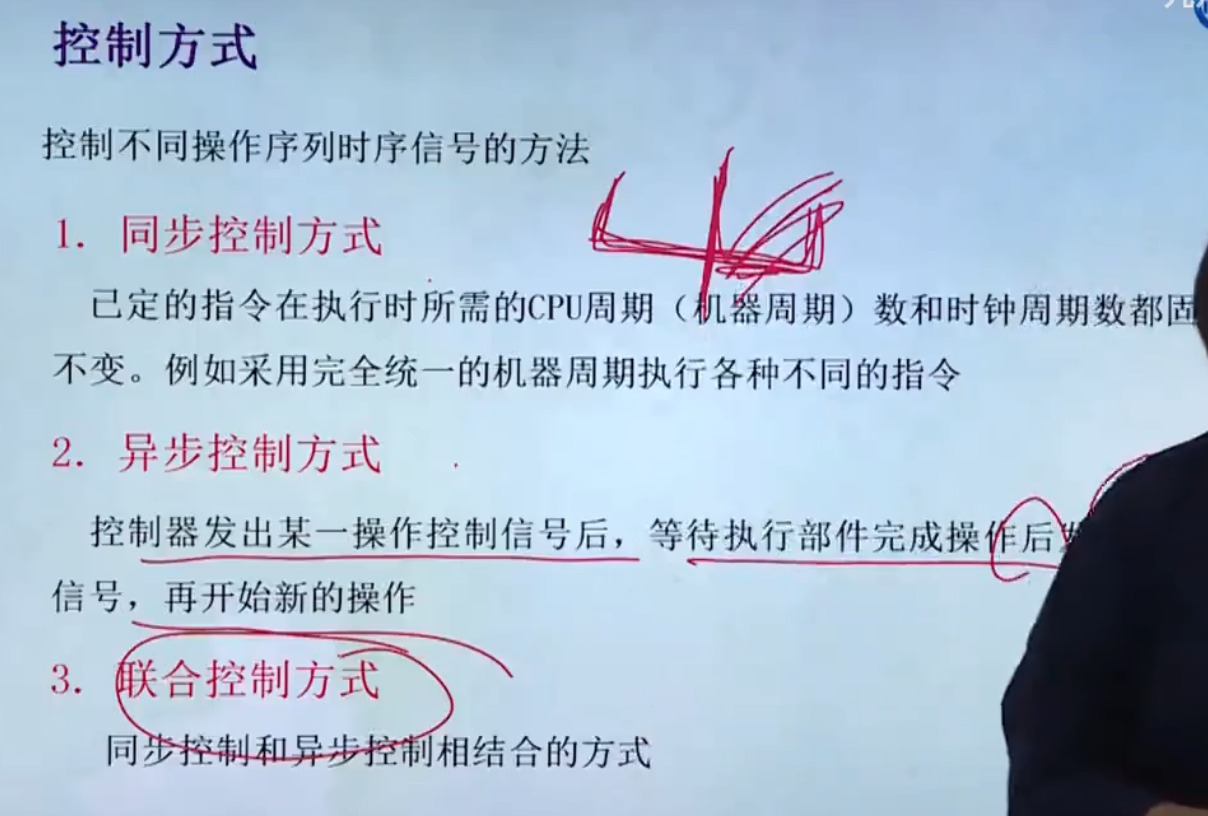 控制方式
控制不同操作序列时序信号的方法
1. 同步控制方式
已定的指令在执行时所需的CPU周期（机器周期）数和时钟周期数都固
不变。例如采用完全统一的机器周期执行各种不同的指令
2. 异步控制方式
控制器发出某一操作控制信号后，等待执行部件完成操作后
信号，再开始新的操作
3. 联合控制方式
同步控制和异步控制相结合的方式